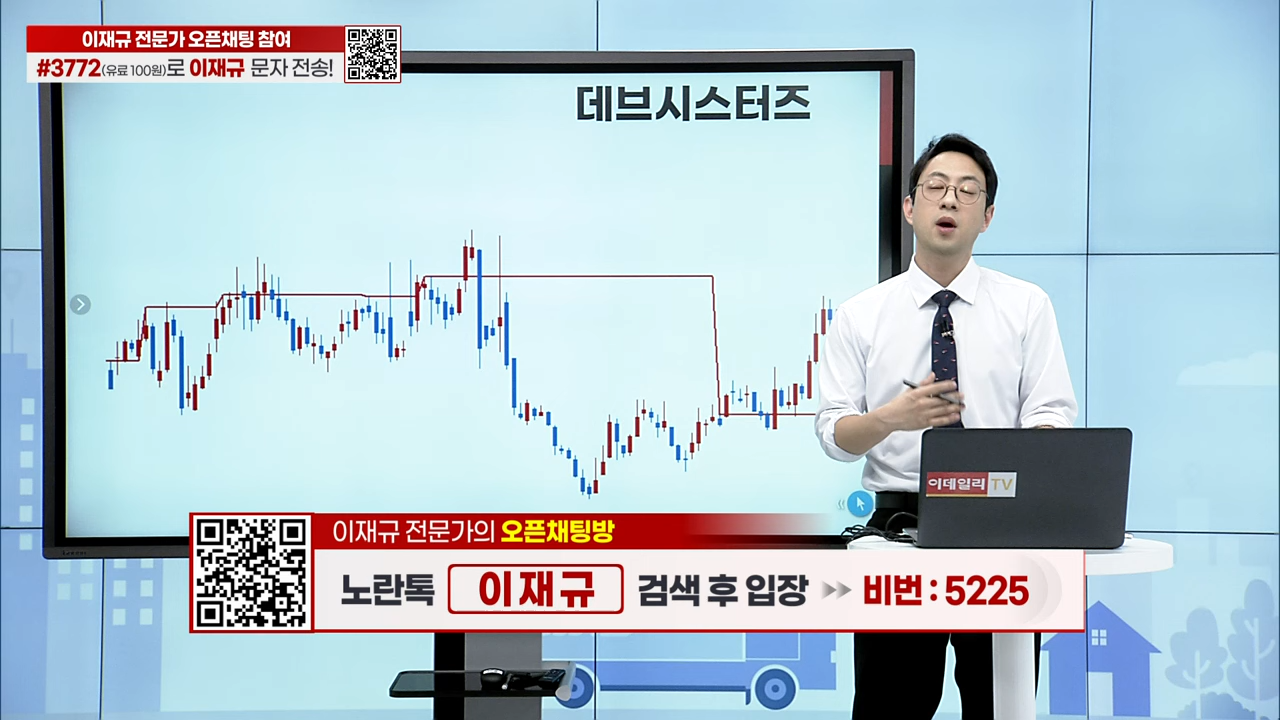 이재규 전문가 오픈채팅 참여
#3772(유료 100원)로 이재규 문자 전송!
데브시스터즈
이데일리TV
이재규 전문가의 오픈채팅방
노란톡 이재규 검색 후 입장 비번 : 5225